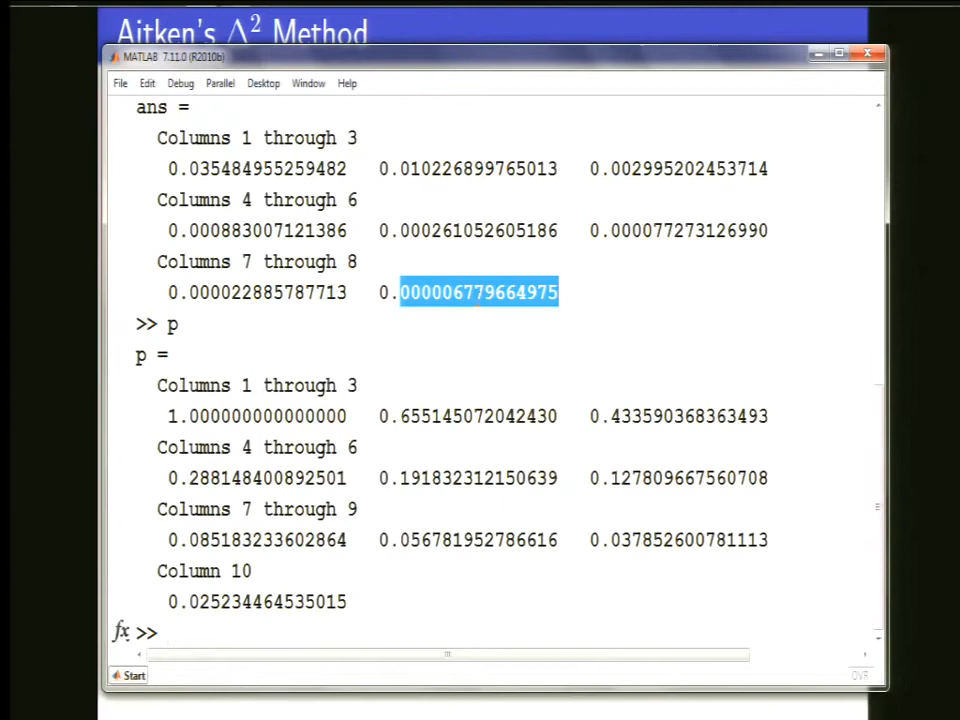 Aitken's Δ² Method
MATLAB 7.11.0 (R2010b)
File Edit Debug Parallel Desktop Window Help
ans =
Columns 1 through 3
0.035484955259482 0.010226899765013 0.002995202453714
Columns 4 through 6
0.000883007121386 0.000261052605186 0.000077273126990
Columns 7 through 8
0.000022885787713 0.000006779664975
>> p
p =
Columns 1 through 3
1.000000000000000 0.655145072042430 0.433590368363493
Columns 4 through 6
0.288148400892501 0.191832312150639 0.127809667560708
Columns 7 through 9
0.085183233602864 0.056781952786616 0.037852600781113
Column 10
0.025234464535015
fx >>
Start OVR